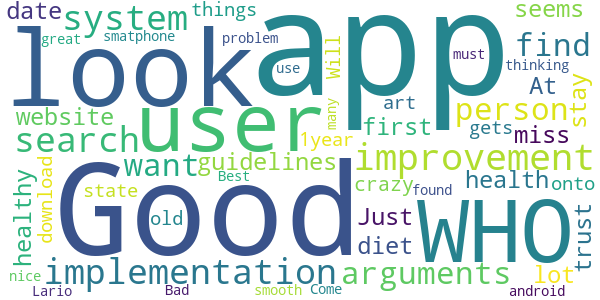 date things seems
great smatphone problem Will app must find
look system use thinking
At
website user art person stay
search first 1year many gets miss
want guidelines improvement
healthy download state Best crazy health onto
Good old Just found trust
diet WHO
implementation arguments lot
nice Lario Bad smooth Come android